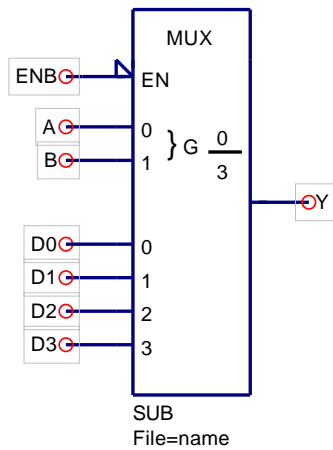 MUX
ENB EN
A 0
B 1
} G 0
3
Y
D0 0
D1 1
D2 2
D3 3
SUB
File=name